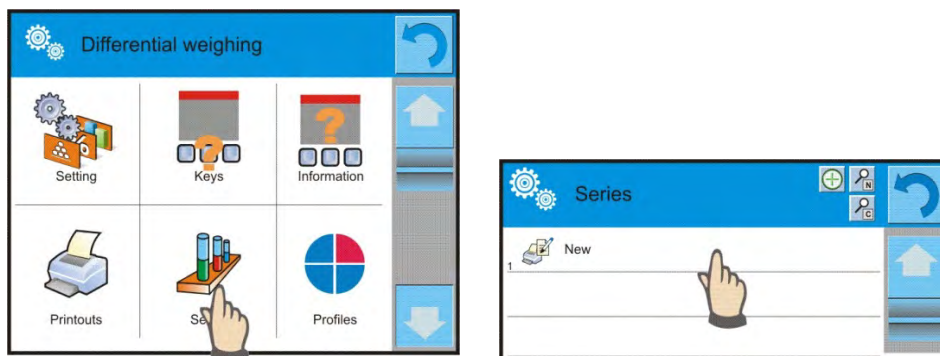 Differential weighing
Setting
Keys
Information
Printouts
Profiles
Series
N
C
New
1